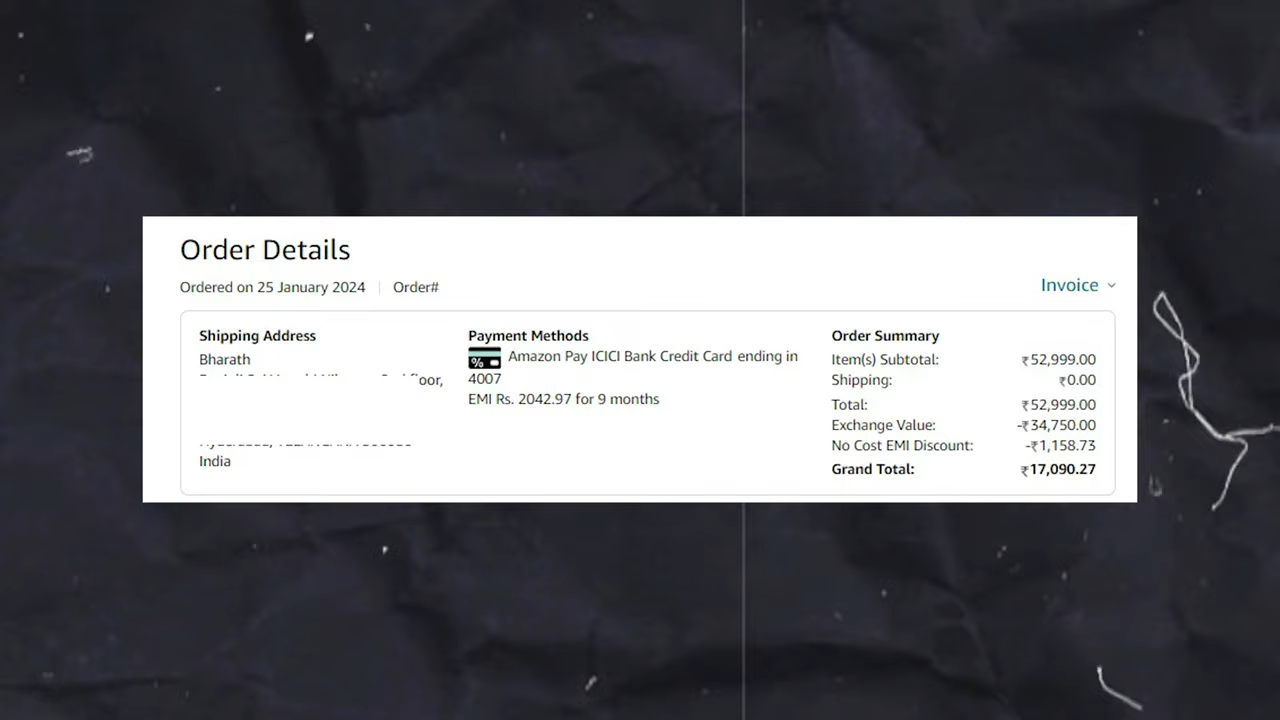 Order Details
Ordered on 25 January 2024 | Order#
Invoice
Shipping Address
Bharath
floor,
India
Payment Methods
Amazon Pay ICICI Bank Credit Card ending in
4007
EMI Rs. 2042.97 for 9 months
Order Summary
Item(s) Subtotal: ₹52,999.00
Shipping: ₹0.00
Total: ₹52,999.00
Exchange Value: -₹34,750.00
No Cost EMI Discount: -₹1,158.73
Grand Total: ₹17,090.27